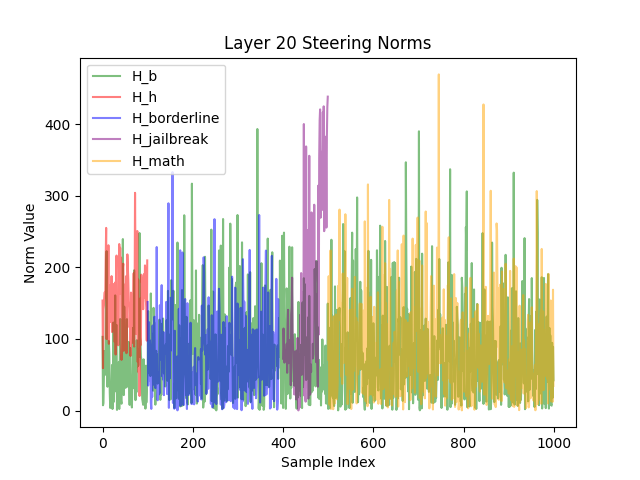 Layer 20 Steering Norms
H_b
H_h
H_borderline
H_jailbreak
H_math
Norm Value
400
300
200
100
0
0
200
400
600
800
1000
Sample Index